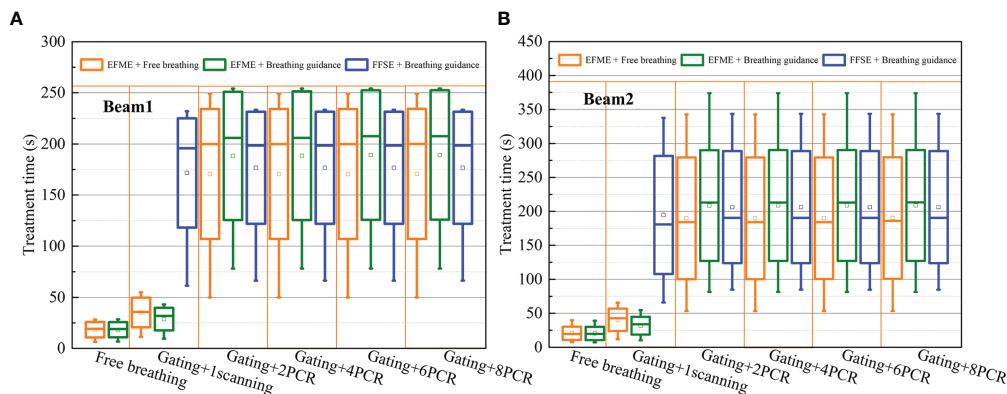 A
B
EFME + Free breathing
EFME + Breathing guidance
FFSE + Breathing guidance
Beam1
Treatment time (s)
300
250
200
150
100
50
0
Free breathing
Gating+1scanning
Gating+2PCR
Gating+4PCR
Gating+6PCR
Gating+8PCR
EFME + Free breathing
EFME + Breathing guidance
FFSE + Breathing guidance
Beam2
Treatment time (s)
450
400
350
300
250
200
150
100
50
0
Free breathing
Gating+1scanning
Gating+2PCR
Gating+4PCR
Gating+6PCR
Gating+8PCR